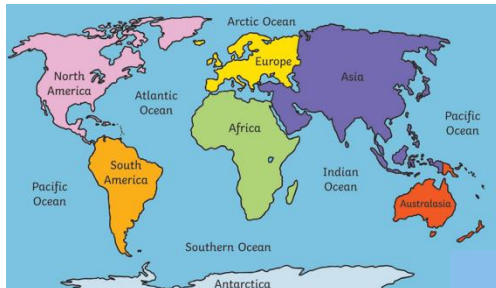 Arctic Ocean
North
America
Europe
Asia
Atlantic
Ocean
Pacific
Ocean
Africa
South
America
Indian
Ocean
Pacific
Ocean
Australasia
Southern Ocean
Antarctica